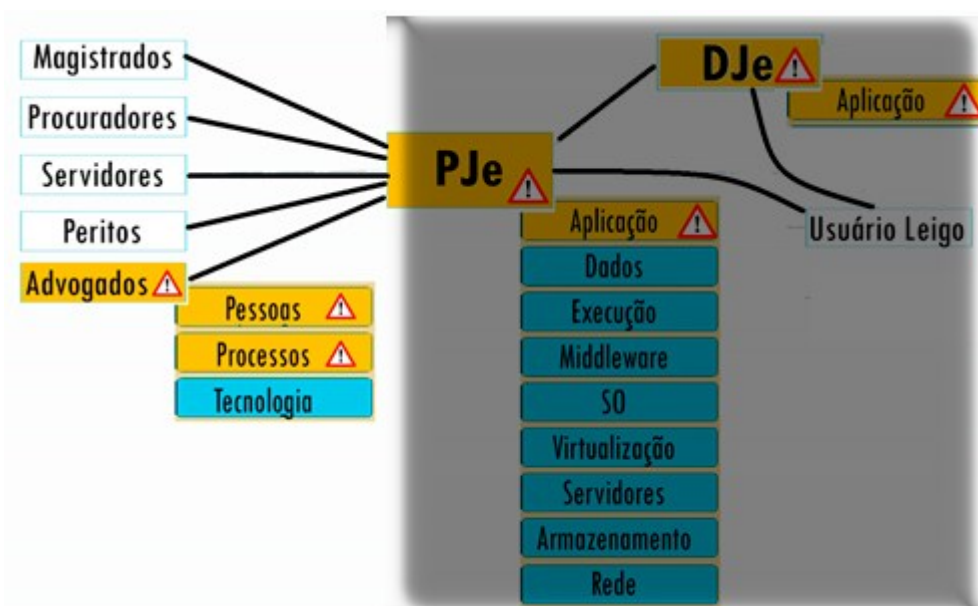 Magistrados
Procuradores
Servidores
Peritos
Advogados
Pessoas
Processos
Tecnologia
PJe
Aplicação
Dados
Execução
Middleware
SO
Virtualização
Servidores
Armazenamento
Rede
DJe
Aplicação
Usuário Leigo